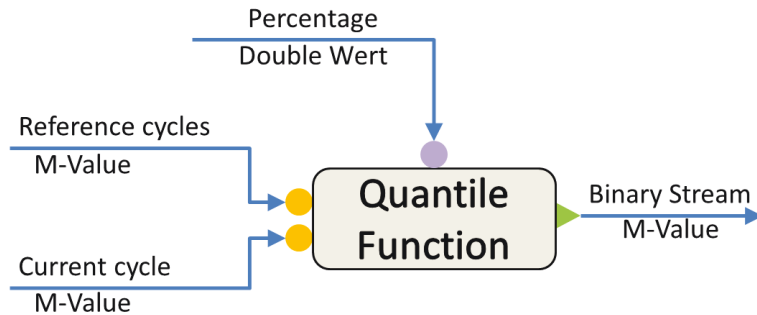 Percentage
Double Wert
Reference cycles
M-Value
Quantile
Function
Binary Stream
M-Value
Current cycle
M-Value